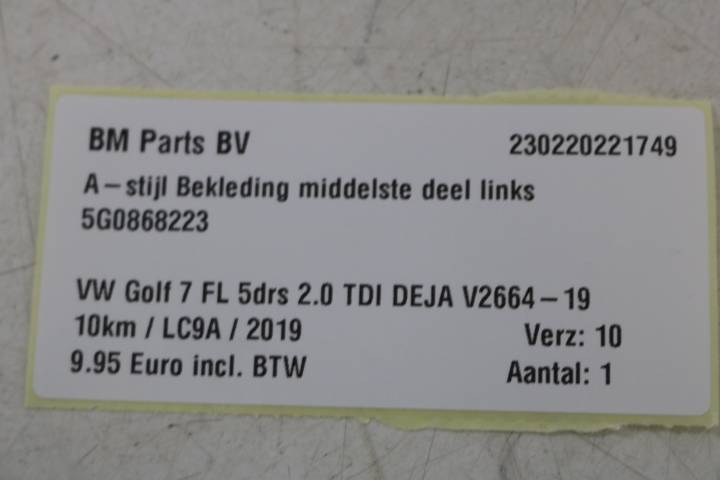 BM Parts BV 230220221749
A-stijl Bekleding middelste deel links
5G0868223
VW Golf 7 FL 5drs 2.0 TDI DEJA V2664-19
10km / LC9A / 2019 Verz: 10
9.95 Euro incl. BTW Aantal: 1